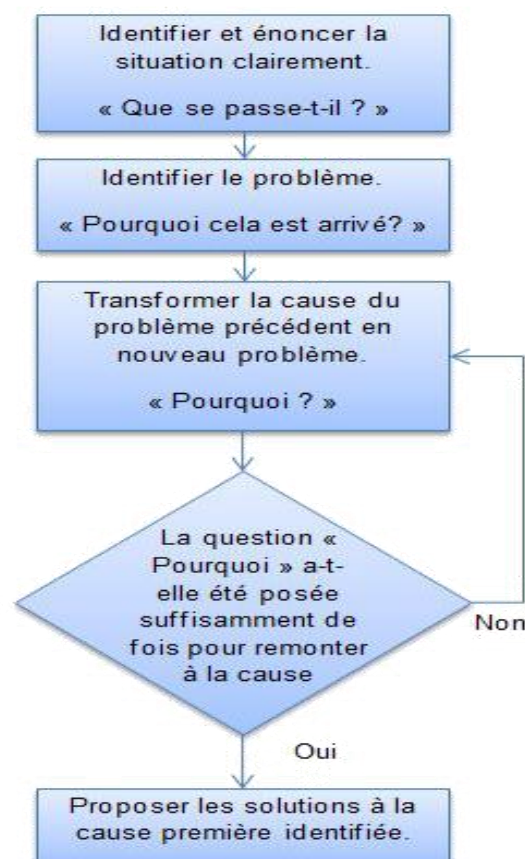 Identifier et énoncer la
situation clairement.
« Que se passe-t-il ? »
Identifier le problème.
« Pourquoi cela est arrivé? »
Transformer la cause du
problème précédent en
nouveau problème.
« Pourquoi ? »
La question «
Pourquoi » a-t-
elle été posée
suffisamment de
fois pour remonter
à la cause
Non
Oui
Proposer les solutions à la
cause première identifiée.